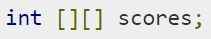 int [][] scores;